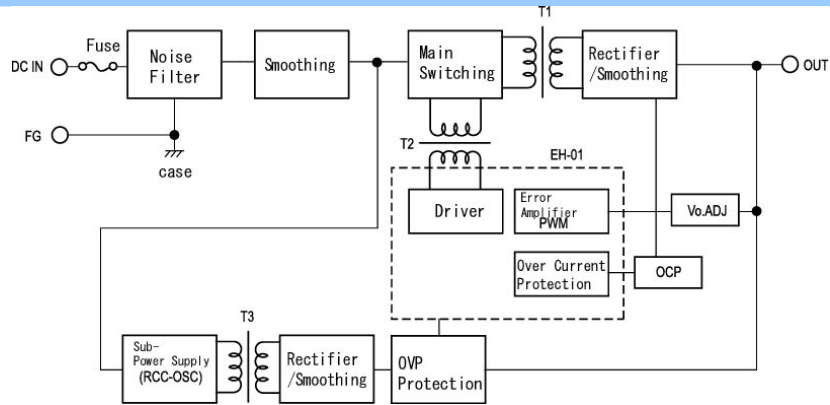 T1
Fuse
DC IN
Noise
Filter
Smoothing
Main
Switching
Rectifier
/Smoothing
OUT
FG
case
T2
EH-01
Driver
Error
Amplifier
PWM
Vo.ADJ
Over Current
Protection
OCP
T3
Sub-
Power Supply
(RCC-OSC)
Rectifier
/Smoothing
OVP
Protection